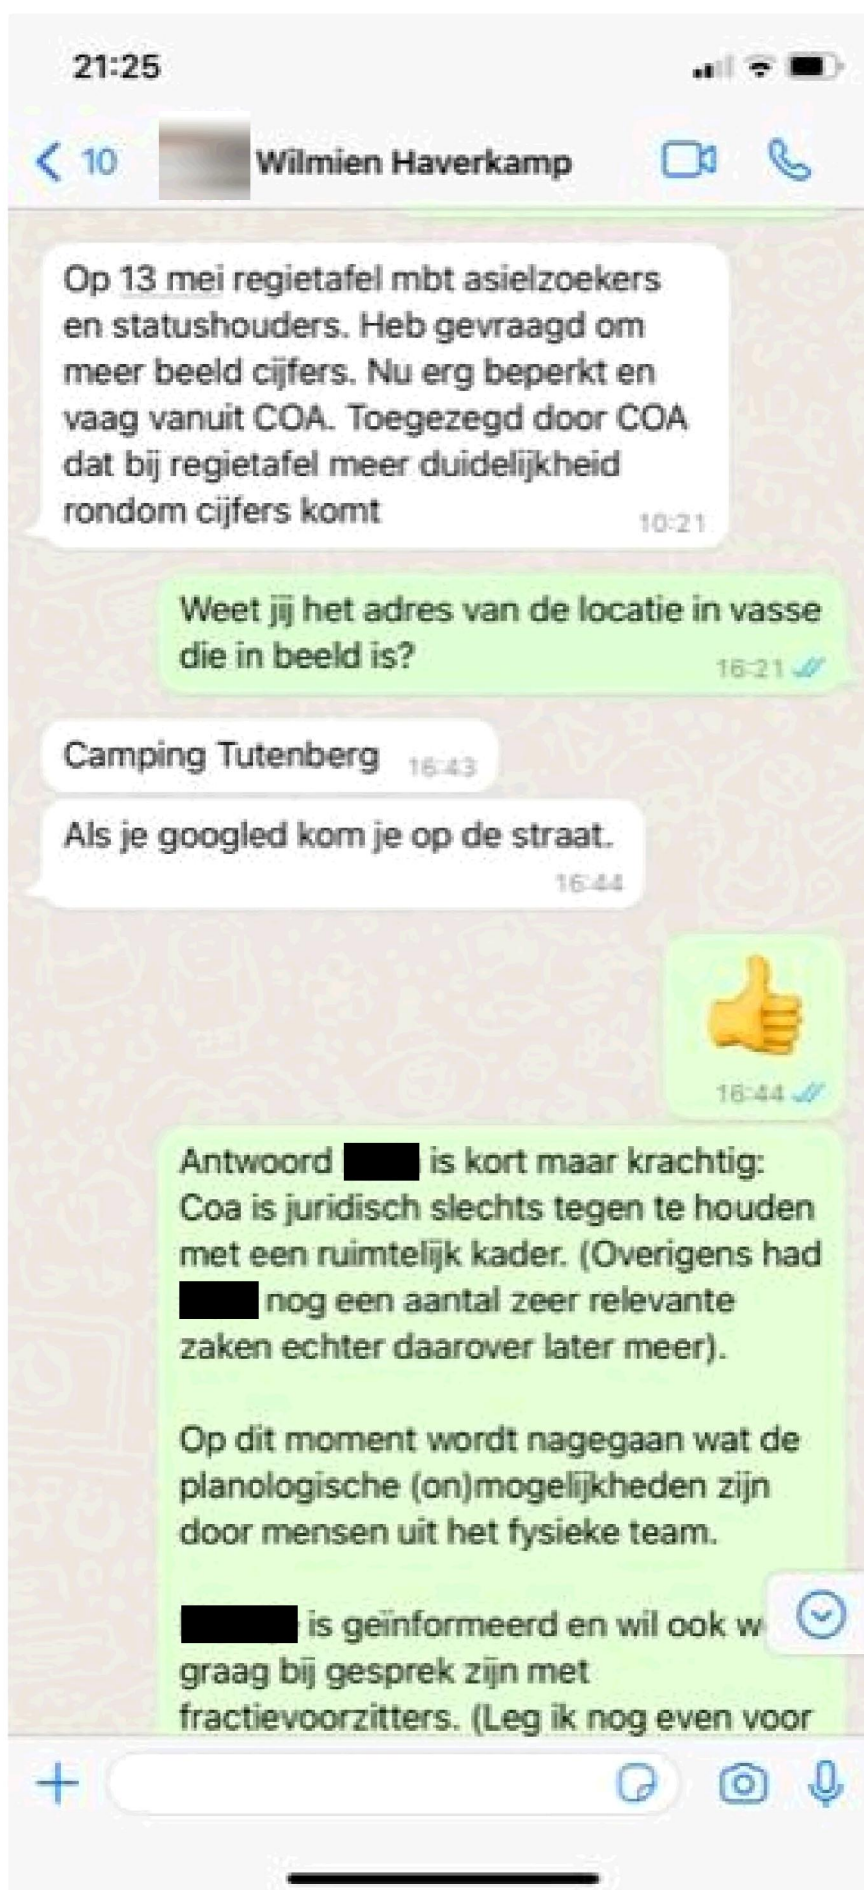 21:25
10
Wilmien Haverkamp
Op 13 mei regietafel mbt asielzoekers
en statushouders. Heb gevraagd om
meer beeld cijfers. Nu erg beperkt en
vaag vanuit COA. Toegezegd door COA
dat bij regietafel meer duidelijkheid
rondom cijfers komt
10:21
Weet jij het adres van de locatie in vasse
die in beeld is?
16:21
Camping Tutenberg
16:43
Als je googled kom je op de straat.
16:44
16:44
Antwoord is kort maar krachtig:
Coa is juridisch slechts tegen te houden
met een ruimtelijk kader. (Overigens had
nog een aantal zeer relevante
zaken echter daarover later meer).
Op dit moment wordt nagegaan wat de
planologische (on)mogelijkheden zijn
door mensen uit het fysieke team.
is geïnformeerd en wil ook
graag bij gesprek zijn met
fractievoorzitters. (Leg ik nog even voor